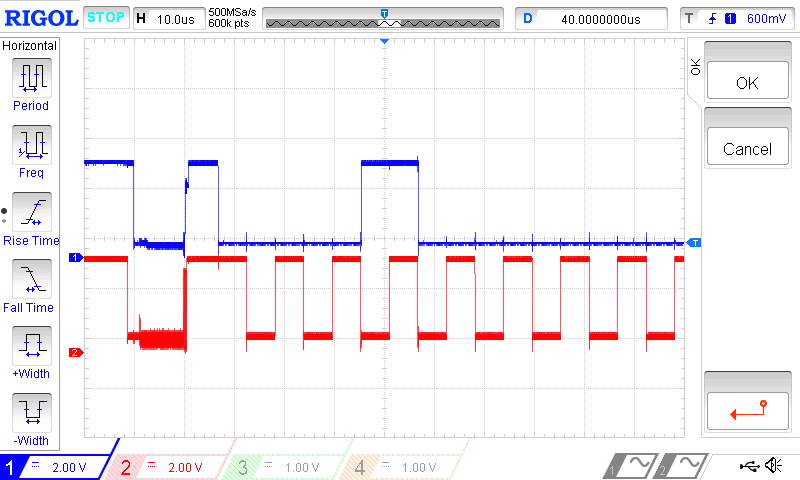 RIGOL STOP H 10.0us 500MSa/s 600k pts T D 40.0000000us T 1 600mV
Horizontal
Period
Freq
Rise Time
Fall Time
+Width
-Width
OK
OK
Cancel
T
1
2
1 2.00 V 2 2.00 V 3 1.00 V 4 1.00 V 1 2